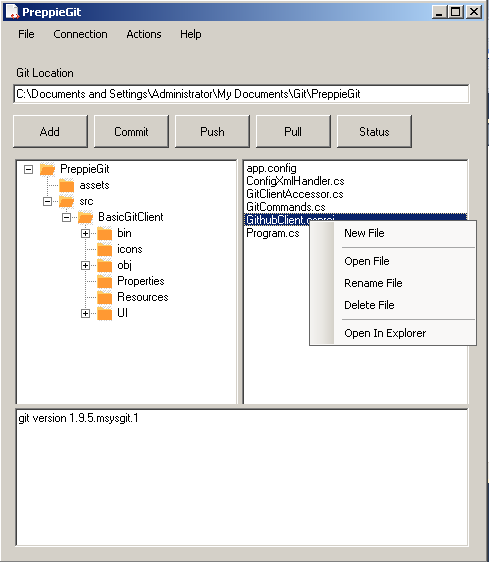 PreppieGit
File Connection Actions Help
Git Location
C:\Documents and Settings\Administrator\My Documents\Git\PreppieGit
Add Commit Push Pull Status
PreppieGit
assets
src
BasicGitClient
bin
icons
obj
Properties
Resources
UI
app.config
ConfigXmlHandler.cs
GitClientAccessor.cs
GitCommands.cs
GithubClient.csproj
Program.cs
New File
Open File
Rename File
Delete File
Open In Explorer
git version 1.9.5.msysgit.1